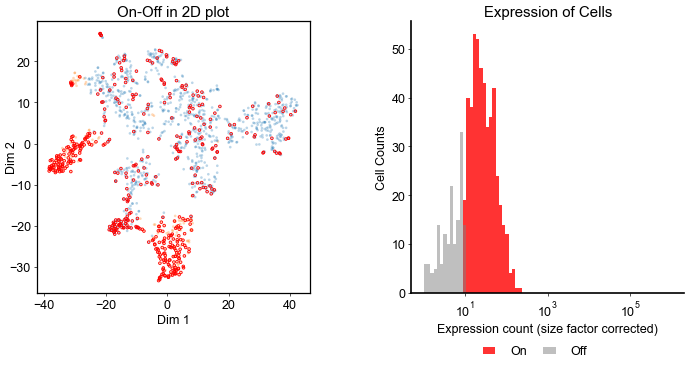 On-Off in 2D plot
Expression of Cells
Dim 2
20
10
0
−10
−20
−30
−40
−20
0
20
40
Dim 1
Cell Counts
50
40
30
20
10
0
10^1
10^3
10^5
Expression count (size factor corrected)
On
Off